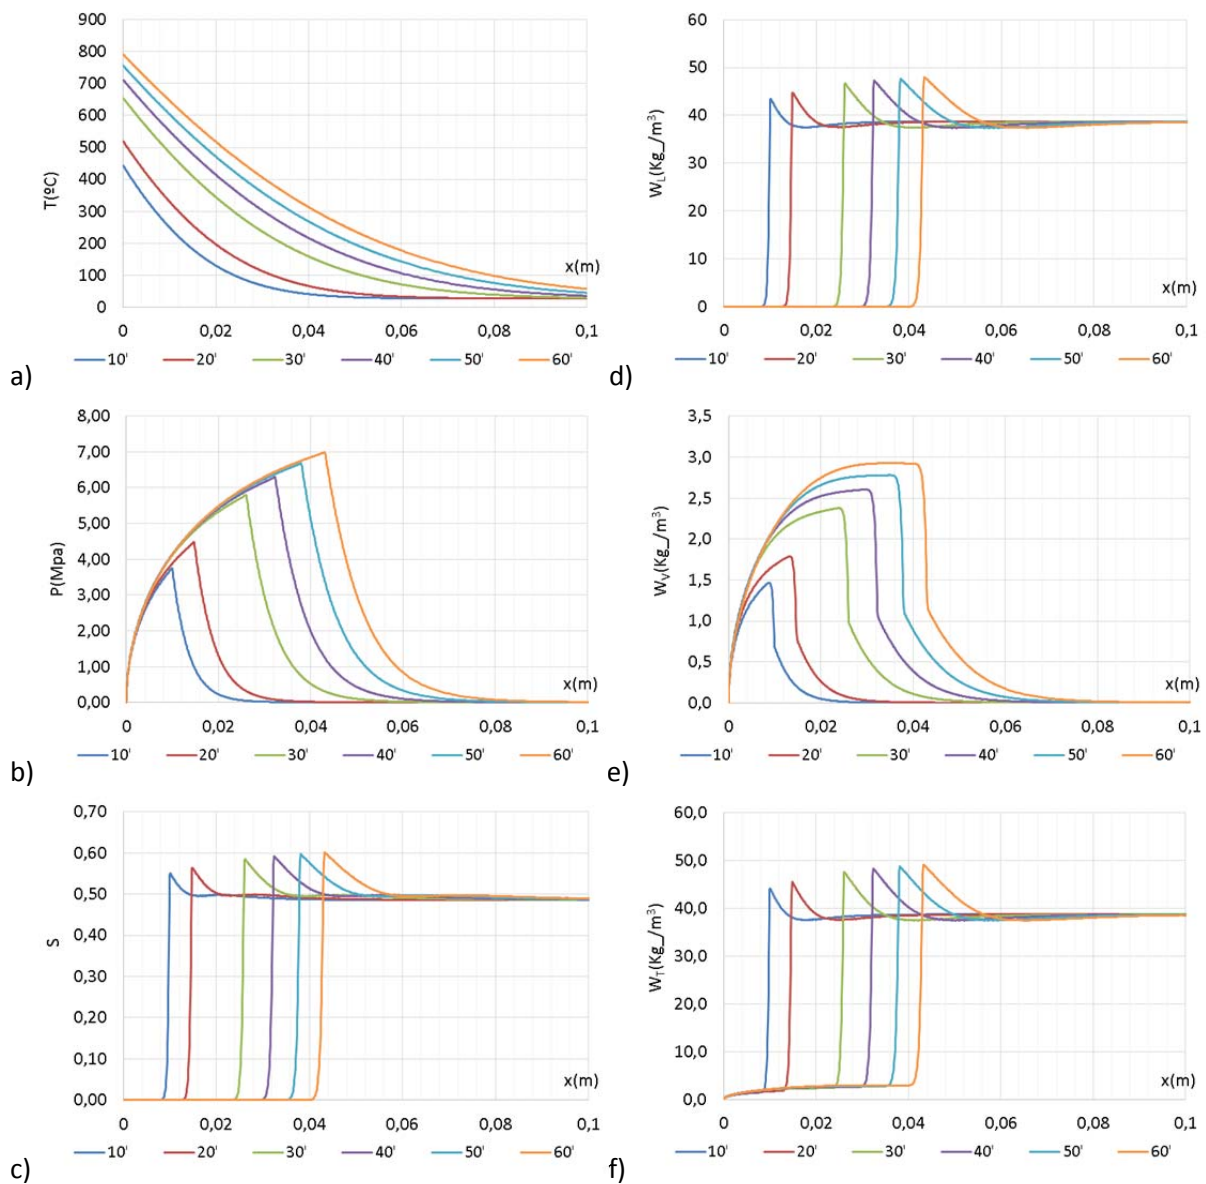 900
800
700
600
500
400
300
200
100
0
T(ºC)
x(m)
0 0,02 0,04 0,06 0,08 0,1
10' 20' 30' 40' 50' 60'
a)
60
50
40
30
20
10
0
W_L(Kg_/m³)
x(m)
0 0,02 0,04 0,06 0,08 0,1
10' 20' 30' 40' 50' 60'
d)
8,00
7,00
6,00
5,00
4,00
3,00
2,00
1,00
0,00
P(Mpa)
x(m)
0 0,02 0,04 0,06 0,08 0,1
10' 20' 30' 40' 50' 60'
b)
3,5
3,0
2,5
2,0
1,5
1,0
0,5
0,0
W_V(Kg_/m³)
x(m)
0 0,02 0,04 0,06 0,08 0,1
10' 20' 30' 40' 50' 60'
e)
0,70
0,60
0,50
0,40
0,30
0,20
0,10
0,00
S
x(m)
0 0,02 0,04 0,06 0,08 0,1
10' 20' 30' 40' 50' 60'
c)
60,0
50,0
40,0
30,0
20,0
10,0
0,0
W_T(Kg_/m³)
x(m)
0 0,02 0,04 0,06 0,08 0,1
10' 20' 30' 40' 50' 60'
f)